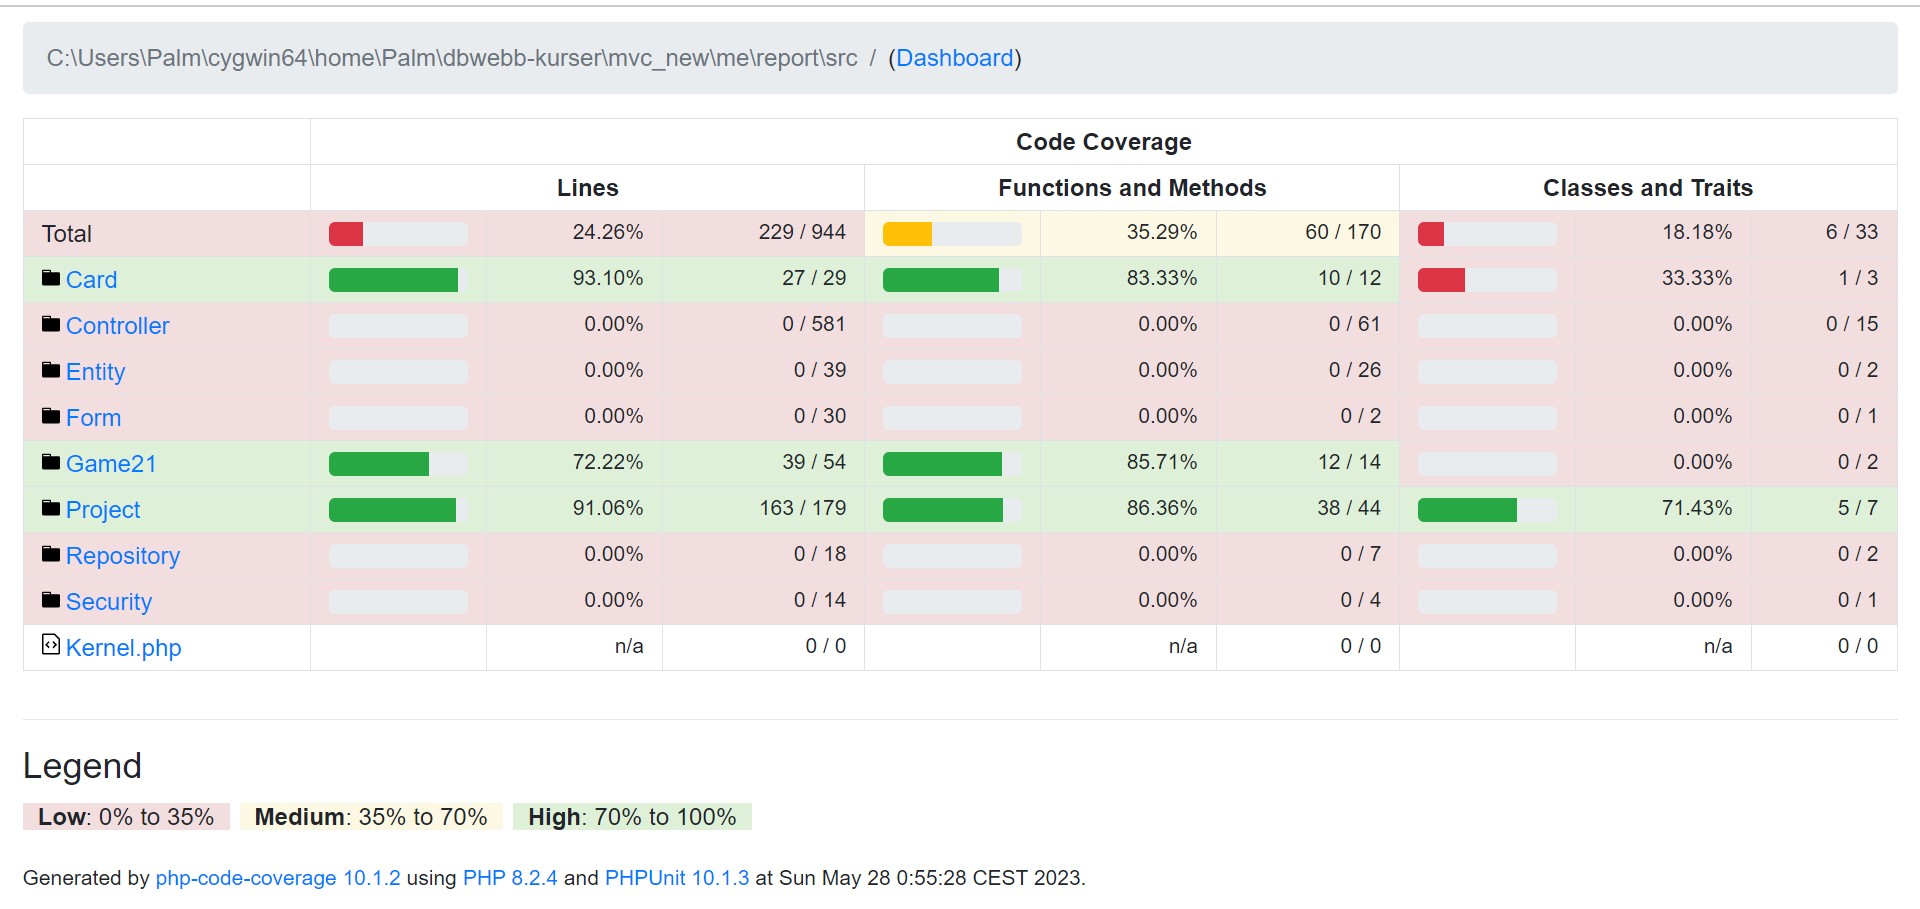 C:\Users\Palm\cygwin64\home\Palm\dbwebb-kurser\mvc_new\me\report\src / (Dashboard)
Code Coverage
Lines Functions and Methods Classes and Traits
Total 24.26% 229 / 944 35.29% 60 / 170 18.18% 6 / 33
Card 93.10% 27 / 29 83.33% 10 / 12 33.33% 1 / 3
Controller 0.00% 0 / 581 0.00% 0 / 61 0.00% 0 / 15
Entity 0.00% 0 / 39 0.00% 0 / 26 0.00% 0 / 2
Form 0.00% 0 / 30 0.00% 0 / 2 0.00% 0 / 1
Game21 72.22% 39 / 54 85.71% 12 / 14 0.00% 0 / 2
Project 91.06% 163 / 179 86.36% 38 / 44 71.43% 5 / 7
Repository 0.00% 0 / 18 0.00% 0 / 7 0.00% 0 / 2
Security 0.00% 0 / 14 0.00% 0 / 4 0.00% 0 / 1
Kernel.php n/a 0 / 0 n/a 0 / 0 n/a 0 / 0
Legend
Low: 0% to 35% Medium: 35% to 70% High: 70% to 100%
Generated by php-code-coverage 10.1.2 using PHP 8.2.4 and PHPUnit 10.1.3 at Sun May 28 0:55:28 CEST 2023.